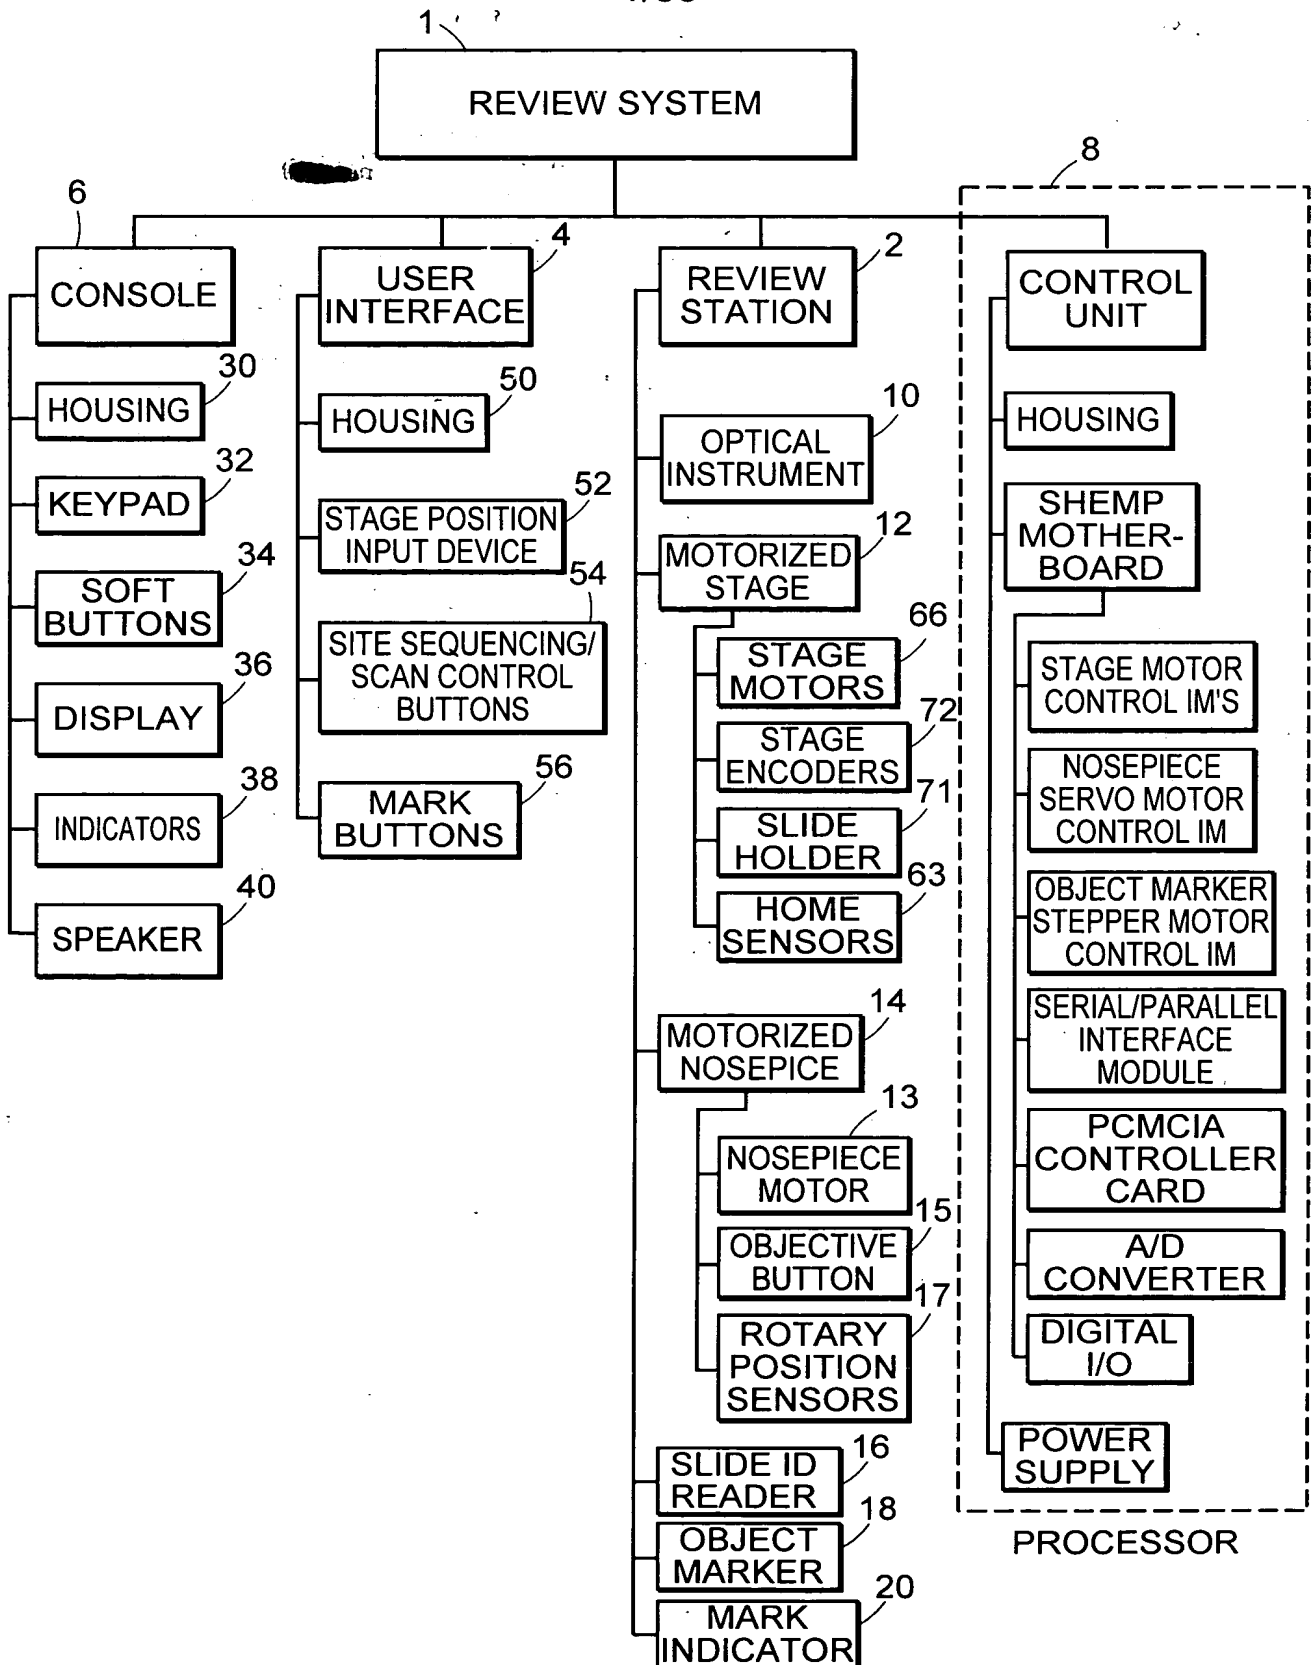 1
REVIEW SYSTEM
8
6
CONSOLE
30
HOUSING
32
KEYPAD
34
SOFT
BUTTONS
36
DISPLAY
38
INDICATORS
40
SPEAKER
4
USER
INTERFACE
50
HOUSING
52
STAGE POSITION
INPUT DEVICE
54
SITE SEQUENCING/
SCAN CONTROL
BUTTONS
56
MARK
BUTTONS
2
REVIEW
STATION
10
OPTICAL
INSTRUMENT
12
MOTORIZED
STAGE
66
STAGE
MOTORS
72
STAGE
ENCODERS
71
SLIDE
HOLDER
63
HOME
SENSORS
14
MOTORIZED
NOSEPICE
13
NOSEPIECE
MOTOR
15
OBJECTIVE
BUTTON
17
ROTARY
POSITION
SENSORS
16
SLIDE ID
READER
18
OBJECT
MARKER
20
MARK
INDICATOR
CONTROL
UNIT
HOUSING
SHEMP
MOTHER-
BOARD
STAGE MOTOR
CONTROL IM'S
NOSEPIECE
SERVO MOTOR
CONTROL IM
OBJECT MARKER
STEPPER MOTOR
CONTROL IM
SERIAL/PARALLEL
INTERFACE
MODULE
PCMCIA
CONTROLLER
CARD
A/D
CONVERTER
DIGITAL
I/O
POWER
SUPPLY
PROCESSOR